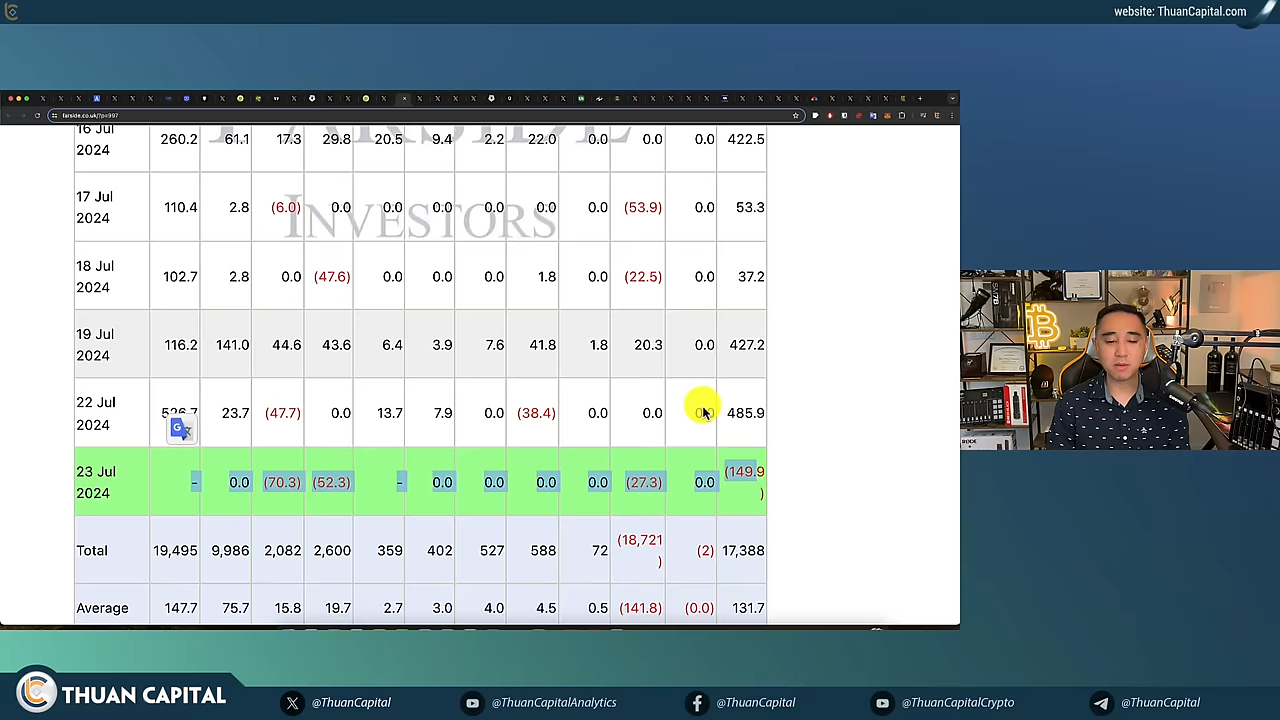 website: ThuanCapital.com
farside.co.uk/?p=997
FARSIDE
INVESTORS
16 Jul 2024 260.2 61.1 17.3 29.8 20.5 9.4 2.2 22.0 0.0 0.0 0.0 422.5
17 Jul 2024 110.4 2.8 (6.0) 0.0 0.0 0.0 0.0 0.0 0.0 (53.9) 0.0 53.3
18 Jul 2024 102.7 2.8 0.0 (47.6) 0.0 0.0 0.0 1.8 0.0 (22.5) 0.0 37.2
19 Jul 2024 116.2 141.0 44.6 6.4 3.9 7.6 41.8 1.8 20.3 0.0 427.2
22 Jul 2024 23.7 (47.7) 0.0 13.7 7.9 0.0 (38.4) 0.0 0.0 485.9
23 Jul 2024 - 0.0 (70.3) (52.3) - 0.0 0.0 0.0 0.0 (27.3) 0.0 (149.9)
Total 19,495 9,986 2,082 2,600 359 402 527 588 72 (18,721) (2) 17,388
Average 147.7 75.7 15.8 19.7 2.7 3.0 4.0 4.5 0.5 (141.8) (0.0) 131.7
SM7B
RODE
THUAN CAPITAL
@ThuanCapital
@ThuanCapitalAnalytics
@ThuanCapital
@ThuanCapitalCrypto
@ThuanCapital